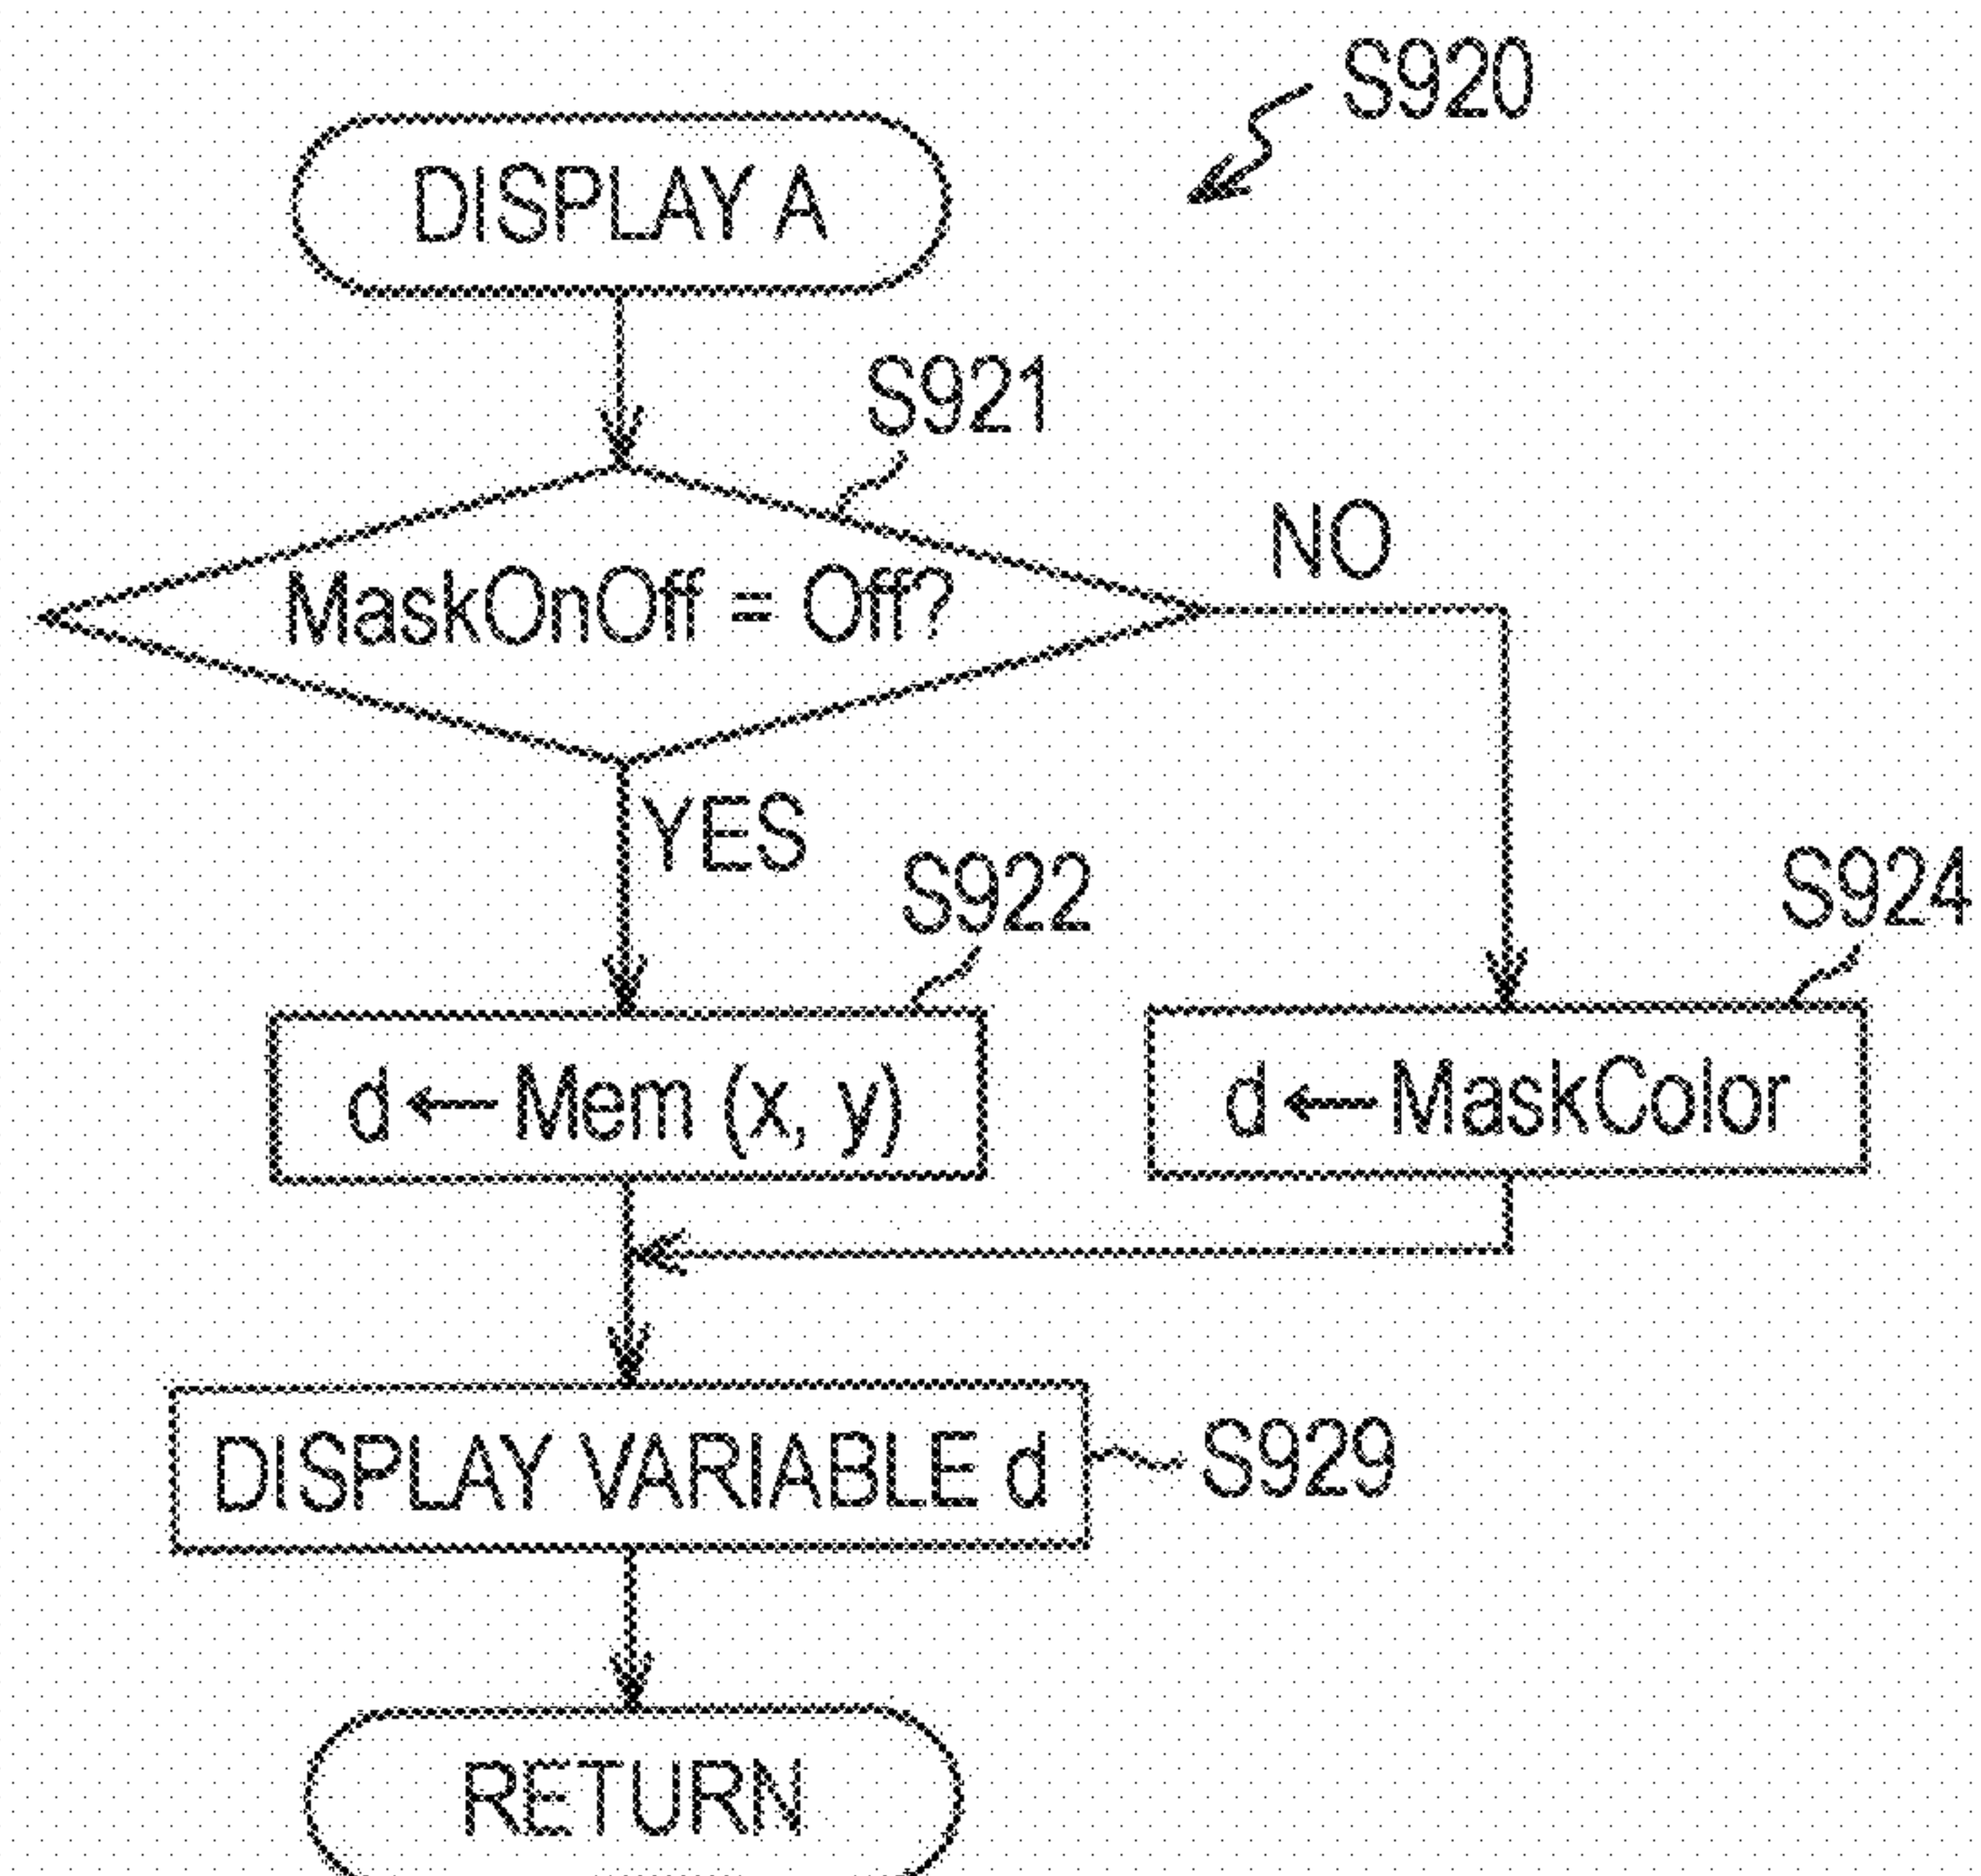 S920
DISPLAY A
S921
MaskOnOff = Off?
NO
YES
S922
S924
d ← Mem (x, y)
d ← MaskColor
DISPLAY VARIABLE d
S929
RETURN